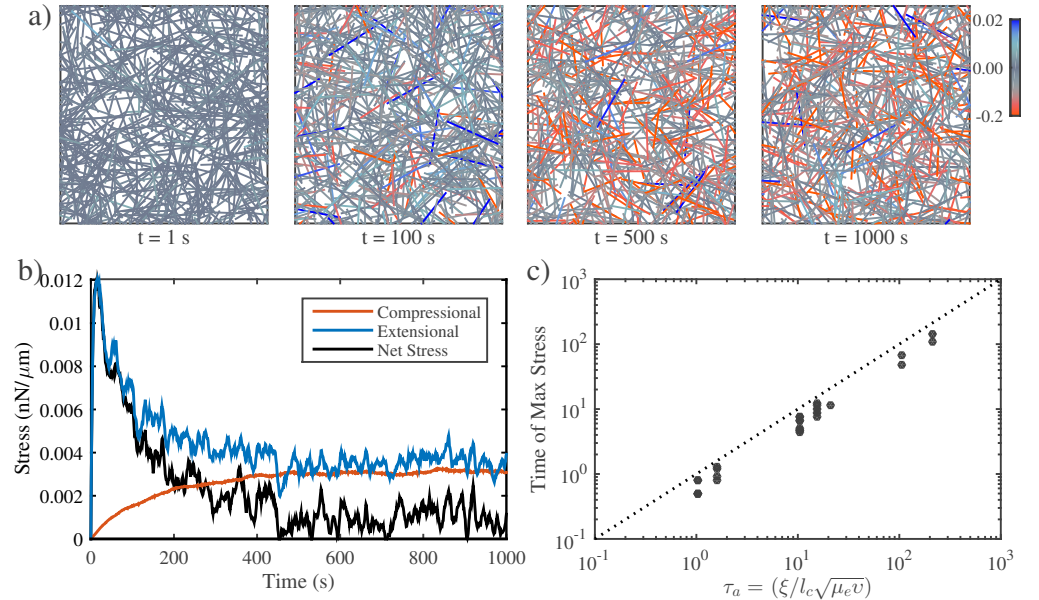 a)
0.02
0.00
-0.2
t = 1 s
t = 100 s
t = 500 s
t = 1000 s
b)
0.012
0.01
0.008
0.006
0.004
0.002
0
Stress (nN/μm)
Compressional
Extensional
Net Stress
0 200 400 600 800 1000
Time (s)
c)
10³
10²
10¹
10⁰
10⁻¹
Time of Max Stress
10⁻¹ 10⁰ 10¹ 10² 10³
τₐ = (ξ/l_c√μₑυ)